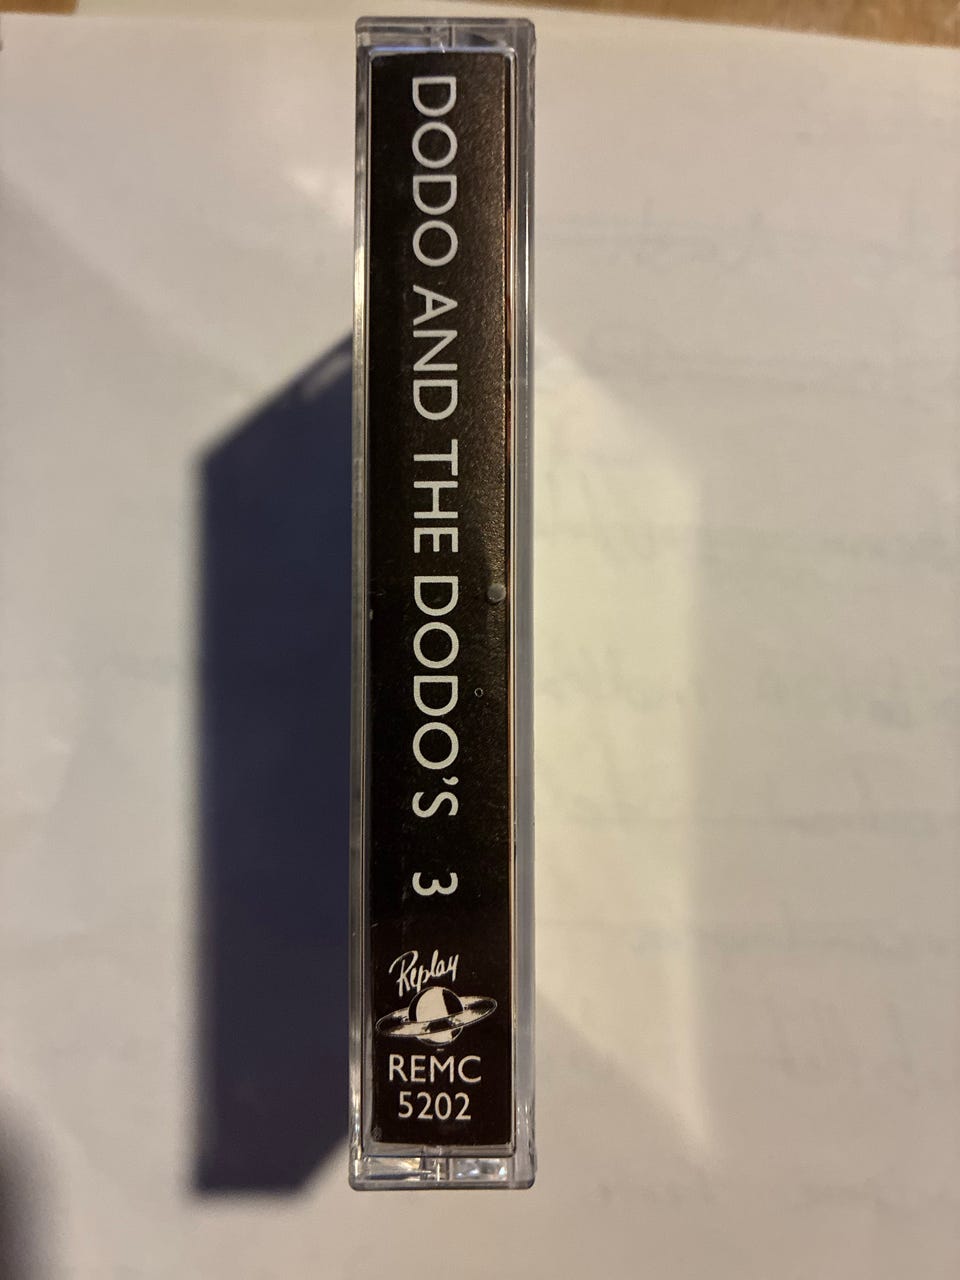 DODO AND THE DODO'S 3
Replay
REMC
5202